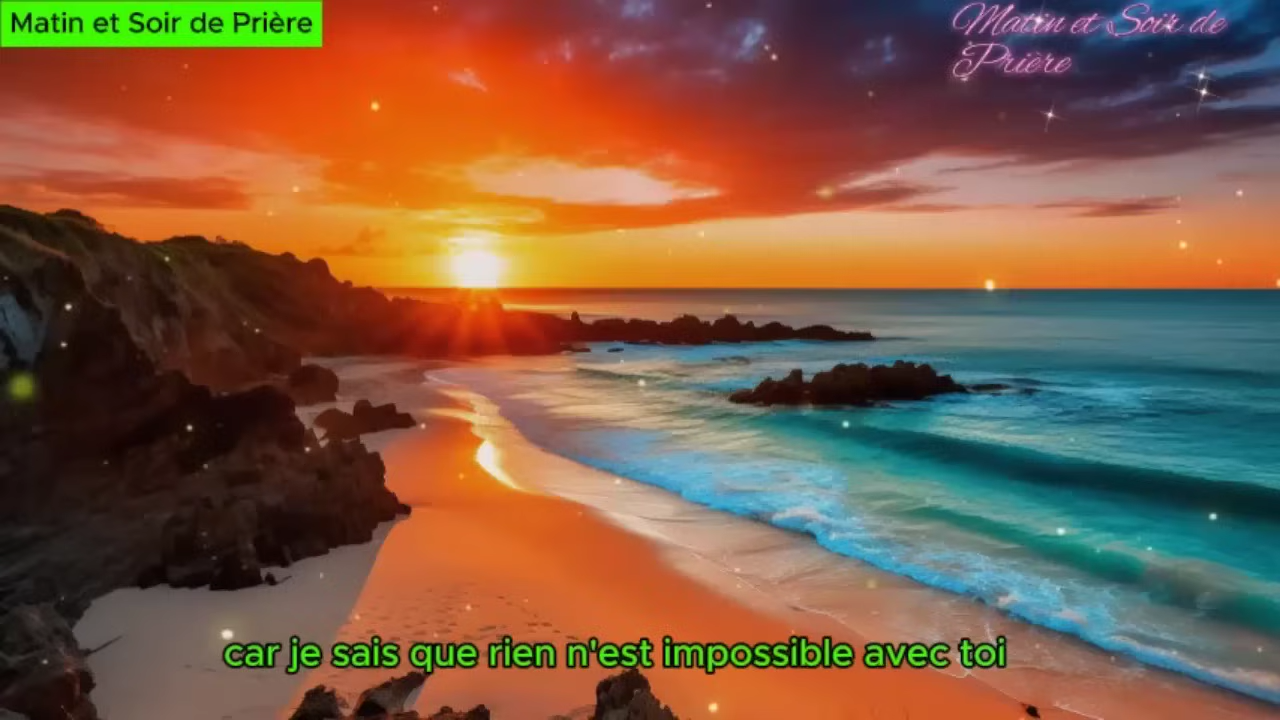 Matin et Soir de Prière
Matin et Soir de
Prière
car je sais que rien n'est impossible avec toi